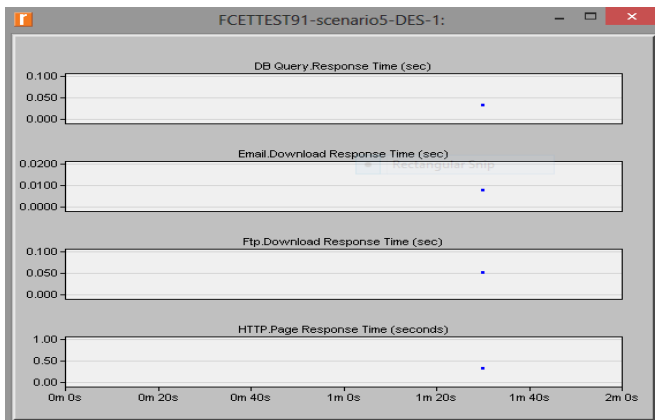 FCETTEST91-scenario5-DES-1:
DB Query.Response Time (sec)
0.100
0.050
0.000
Email.Download Response Time (sec)
0.0200
Rectangular Snip
0.0100
0.0000
Ftp.Download Response Time (sec)
0.100
0.050
0.000
HTTP.Page Response Time (seconds)
1.00
0.50
0.00
0m 0s 0m 20s 0m 40s 1m 0s 1m 20s 1m 40s 2m 0s